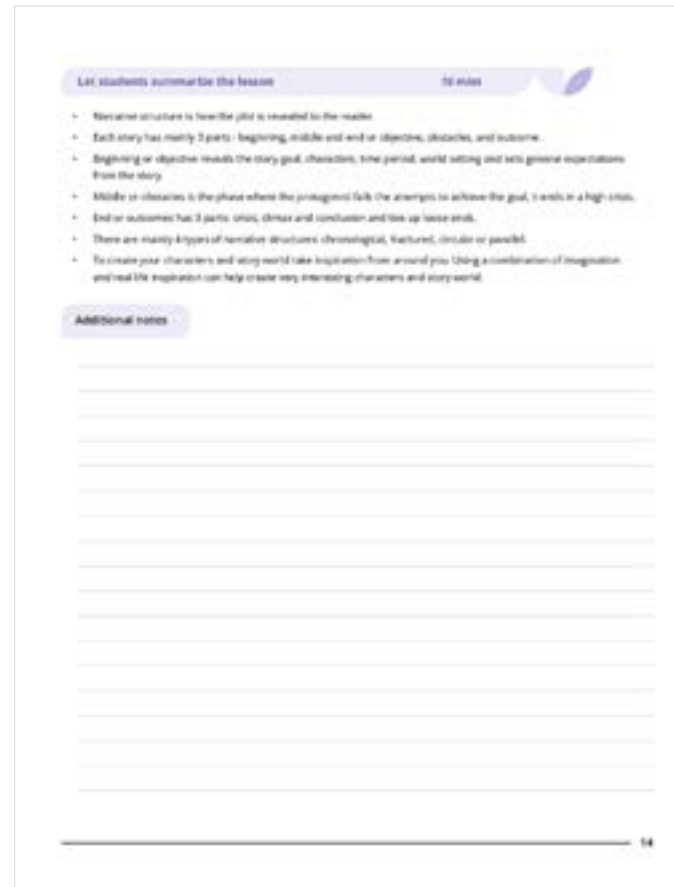 Let students summarize the lesson 10 mins
• Narrative structure is how the plot is revealed to the reader.
• Each story has mainly 3 parts - beginning, middle and end or objective, obstacles, and outcome.
• Beginning or objective reveals the story goal, characters, time period, world setting and sets general expectations
from the story.
• Middle or obstacles is the phase where the protagonist fails the attempts to achieve the goal, it ends in a high crisis.
• End or outcomes has 3 parts: crisis, climax and conclusion and ties up loose ends.
• There are mainly 4 types of narrative structures: chronological, fractured, circular or parallel.
• To create your characters and story world take inspiration from around you. Using a combination of imagination
and real life inspiration can help create very interesting characters and story world.
Additional notes
14